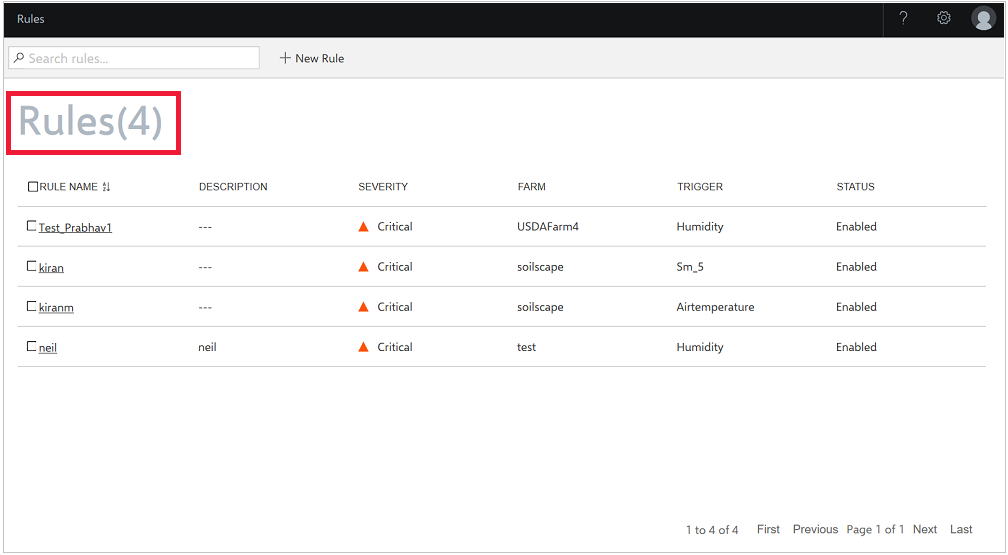 Rules
?
Search rules...
+ New Rule
Rules(4)
RULE NAME DESCRIPTION SEVERITY FARM TRIGGER STATUS
Test_Prabhav1 --- Critical USDAFarm4 Humidity Enabled
kiran --- Critical soilscape Sm_5 Enabled
kiranm --- Critical soilscape Airtemperature Enabled
neil neil Critical test Humidity Enabled
1 to 4 of 4 First Previous Page 1 of 1 Next Last